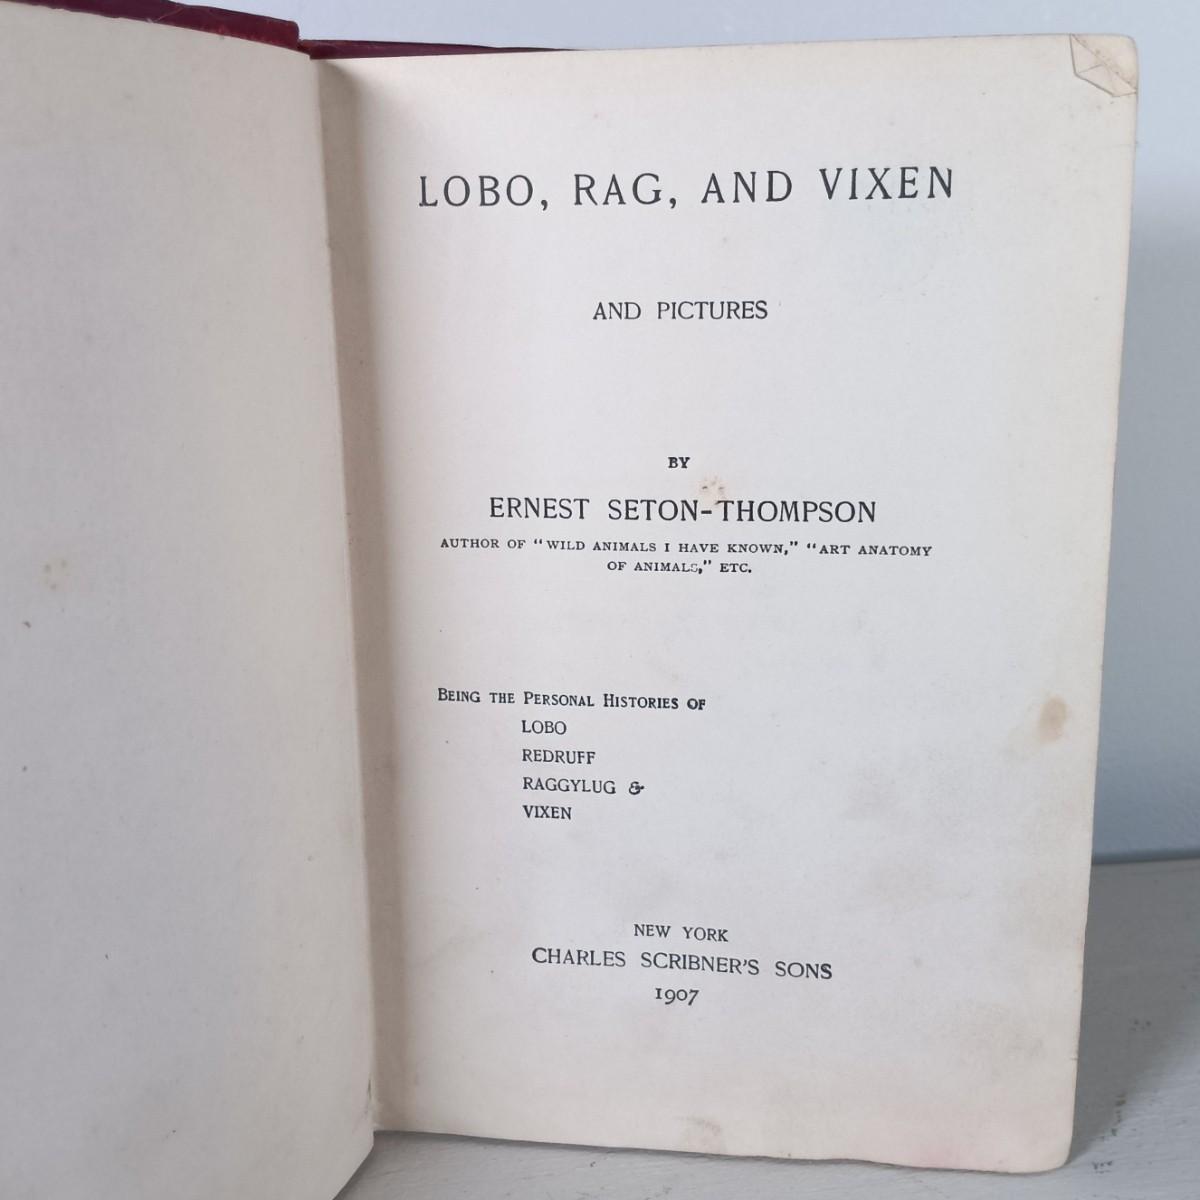 LOBO, RAG, AND VIXEN
AND PICTURES
BY
ERNEST SETON-THOMPSON
AUTHOR OF "WILD ANIMALS I HAVE KNOWN," "ART ANATOMY
OF ANIMALS," ETC.
BEING THE PERSONAL HISTORIES OF
LOBO
REDRUFF
RAGGYLUG &
VIXEN
NEW YORK
CHARLES SCRIBNER'S SONS
1907